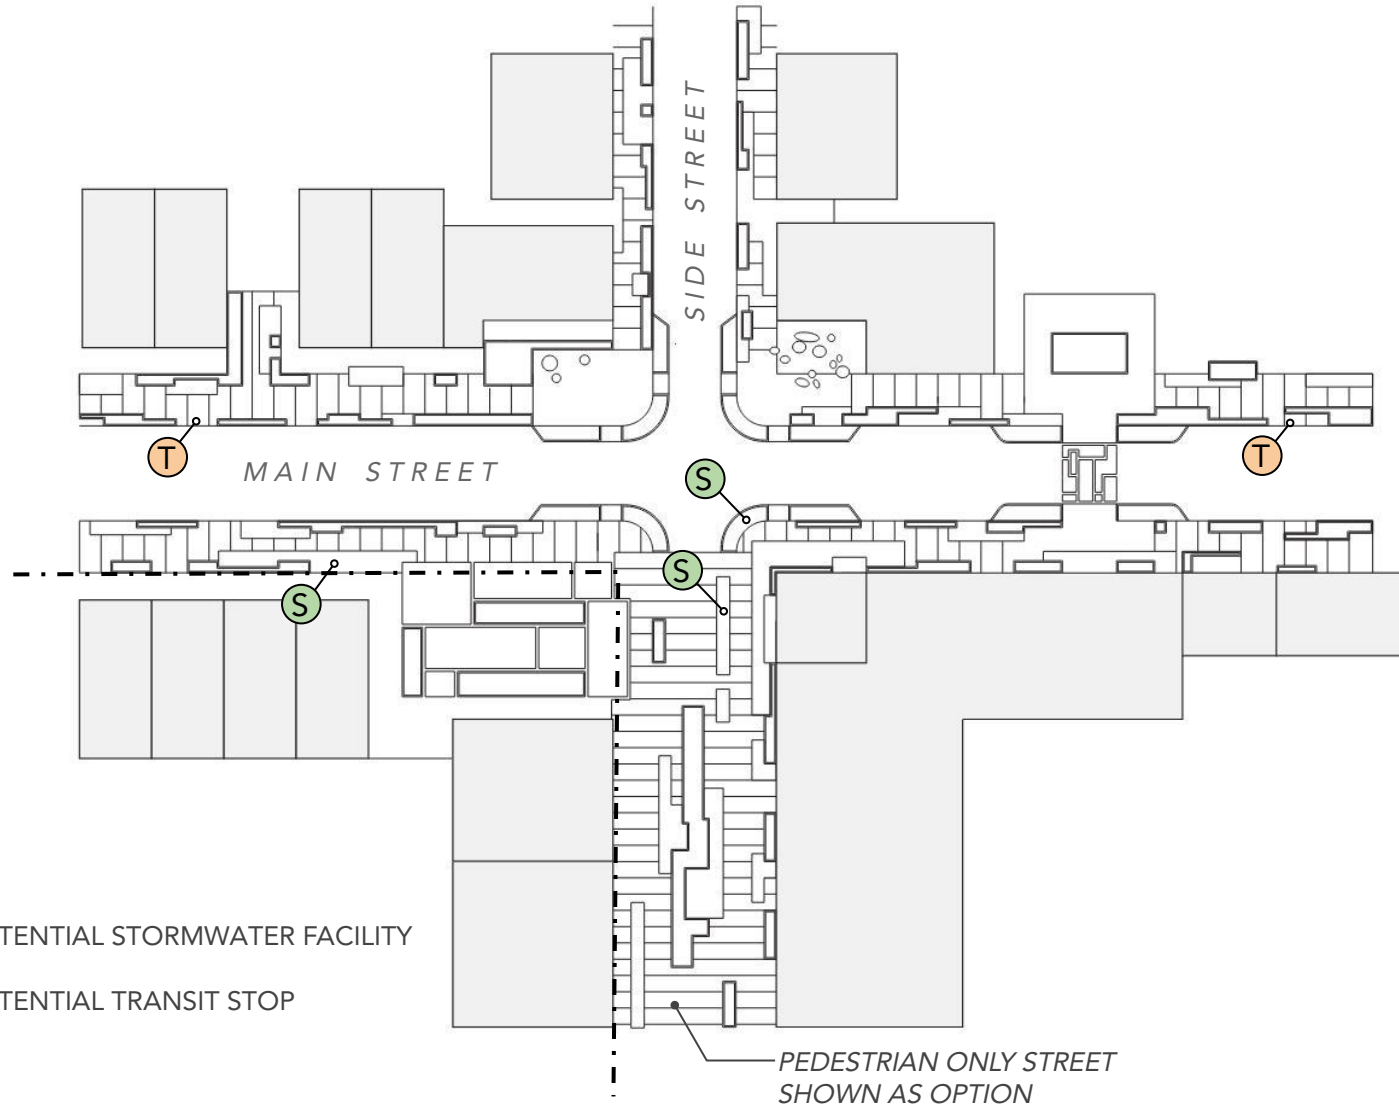 SIDE STREET
T
MAIN STREET
S
T
S
S
TENTIAL STORMWATER FACILITY
TENTIAL TRANSIT STOP
PEDESTRIAN ONLY STREET
SHOWN AS OPTION